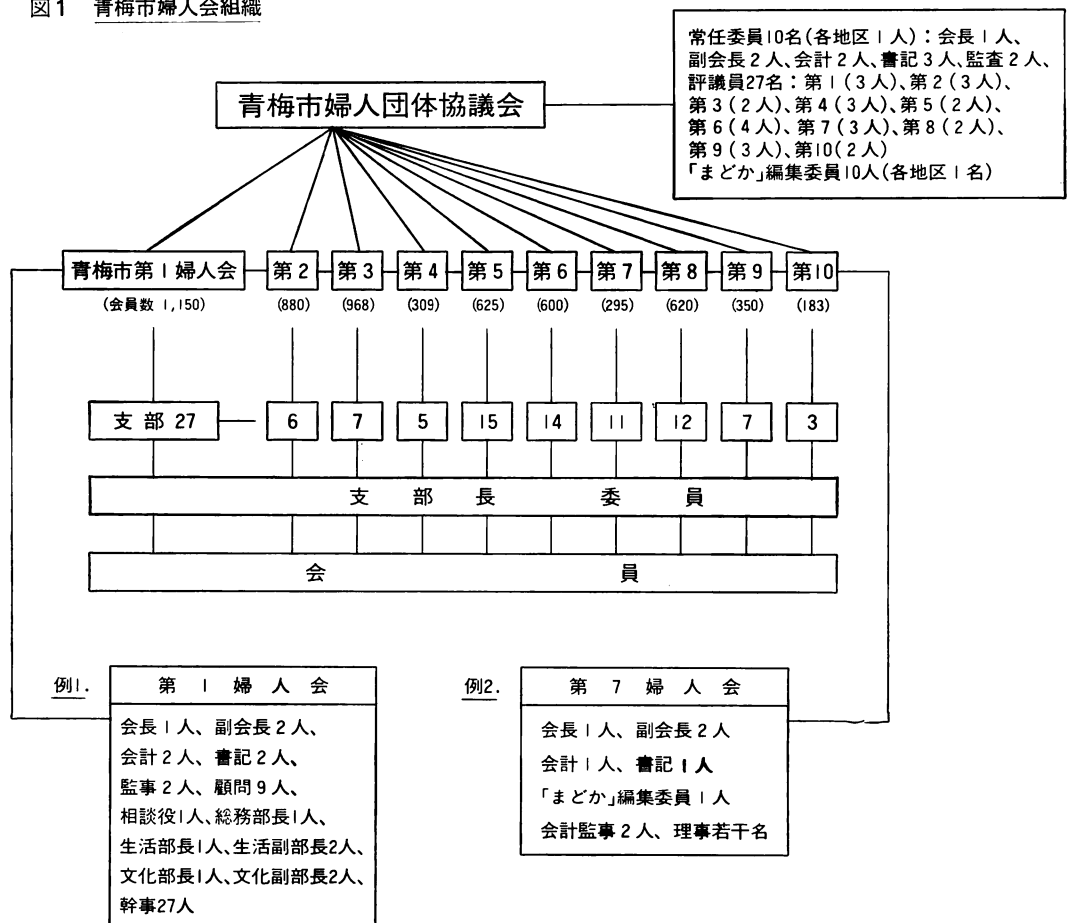 図1 青梅市婦人会組織
常任委員10名(各地区1人):会長1人、
副会長2人、会計2人、書記3人、監査2人、
評議員27名:第1(3人)、第2(3人)、
第3(2人)、第4(3人)、第5(2人)、
第6(4人)、第7(3人)、第8(2人)、
第9(3人)、第10(2人)
「まどか」編集委員10人(各地区1名)
青梅市婦人団体協議会
青梅市第1婦人会 第2 第3 第4 第5 第6 第7 第8 第9 第10
(会員数 1,150) (880) (968) (309) (625) (600) (295) (620) (350) (183)
支部 27 6 7 5 15 14 11 12 7 3
支部長 委員
会員
例1. 第1婦人会
会長1人、副会長2人、
会計2人、書記2人、
監事2人、顧問9人、
相談役1人、総務部長1人、
生活部長1人、生活副部長2人、
文化部長1人、文化副部長2人、
幹事27人
例2. 第7婦人会
会長1人、副会長2人
会計1人、書記1人
「まどか」編集委員1人
会計監事2人、理事若干名